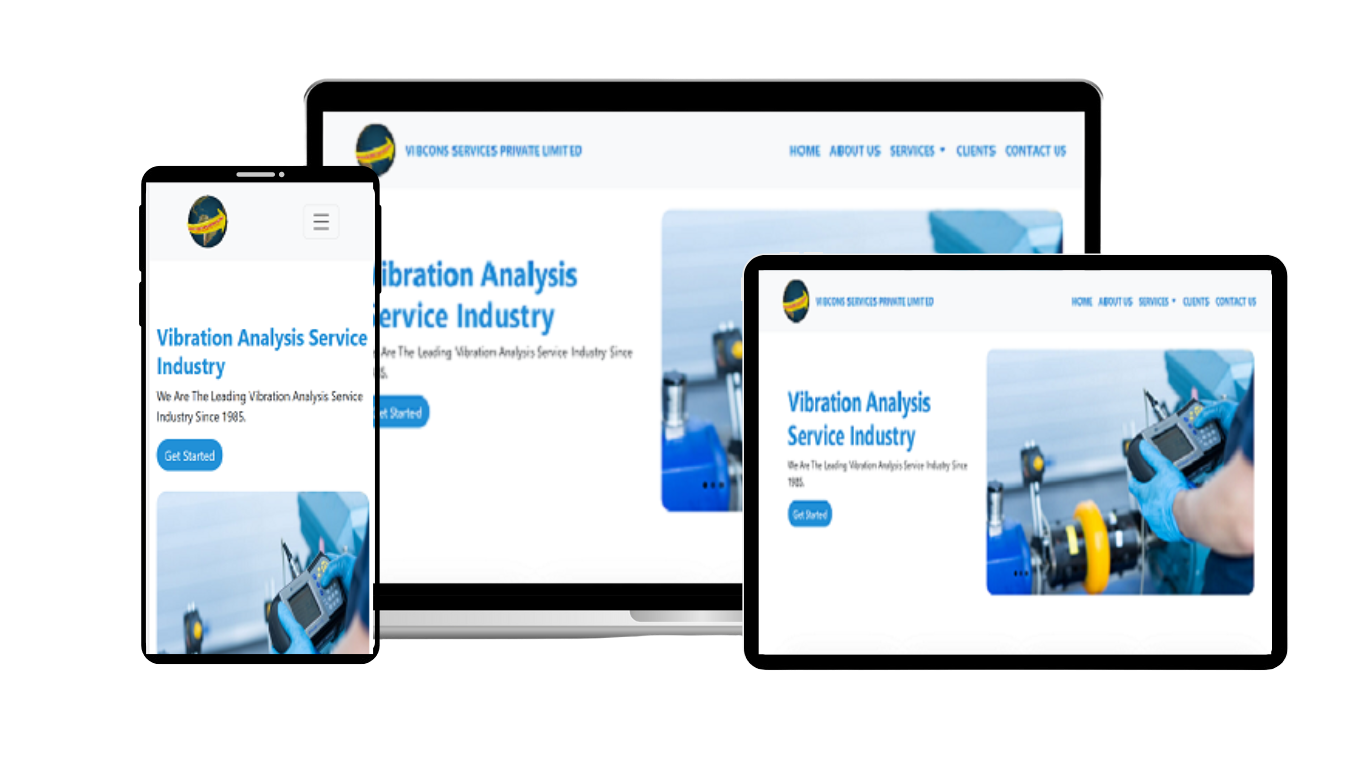 VIBCONS SERVICES PRIVATE LIMITED
HOME ABOUT US SERVICES CLIENTS CONTACT US
ibration Analysis
ervice Industry
Are The Leading Vibration Analysis Service Industry Since
5.
et Started
Vibration Analysis Service
Industry
We Are The Leading Vibration Analysis Service
Industry Since 1985.
Get Started
VIBCONS SERVICES PRIVATE LIMITED
HOME ABOUT US SERVICES CLIENTS CONTACT US
Vibration Analysis
Service Industry
We Are The Leading Vibration Analysis Service Industry Since
1985.
Get Started